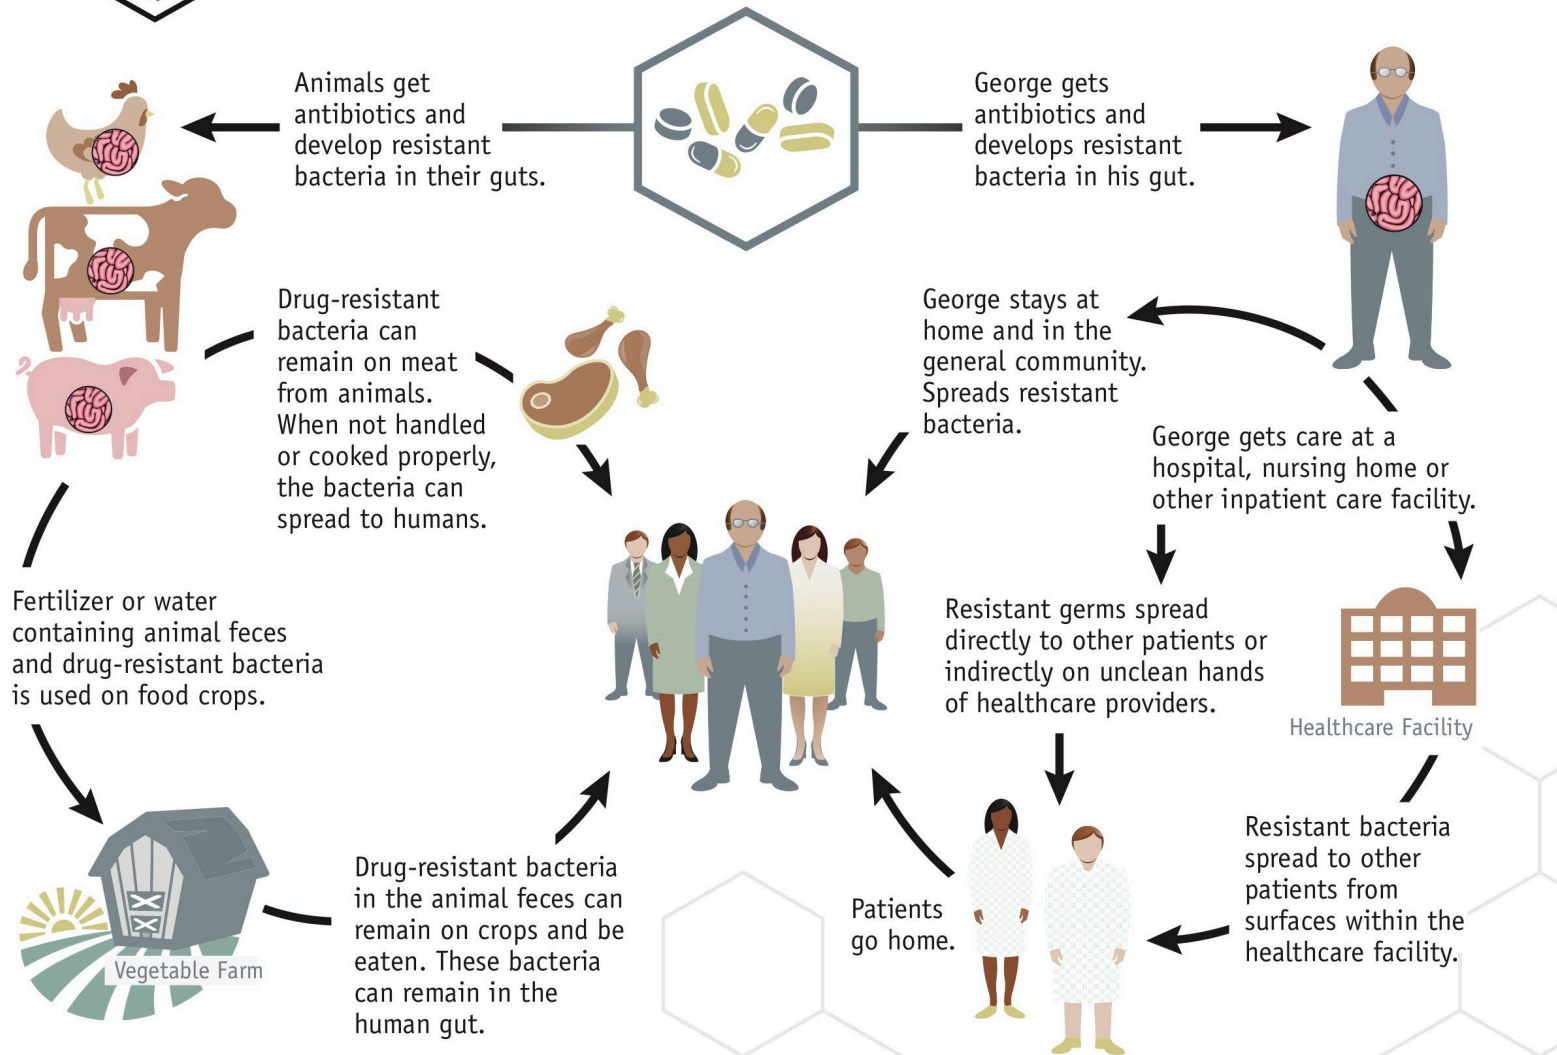 Animals get
antibiotics and
develop resistant
bacteria in their guts.
George gets
antibiotics and
develops resistant
bacteria in his gut.
Drug-resistant
bacteria can
remain on meat
from animals.
When not handled
or cooked properly,
the bacteria can
spread to humans.
George stays at
home and in the
general community.
Spreads resistant
bacteria.
George gets care at a
hospital, nursing home or
other inpatient care facility.
Fertilizer or water
containing animal feces
and drug-resistant bacteria
is used on food crops.
Resistant germs spread
directly to other patients or
indirectly on unclean hands
of healthcare providers.
Healthcare Facility
Vegetable Farm
Drug-resistant bacteria
in the animal feces can
remain on crops and be
eaten. These bacteria
can remain in the
human gut.
Patients
go home.
Resistant bacteria
spread to other
patients from
surfaces within the
healthcare facility.